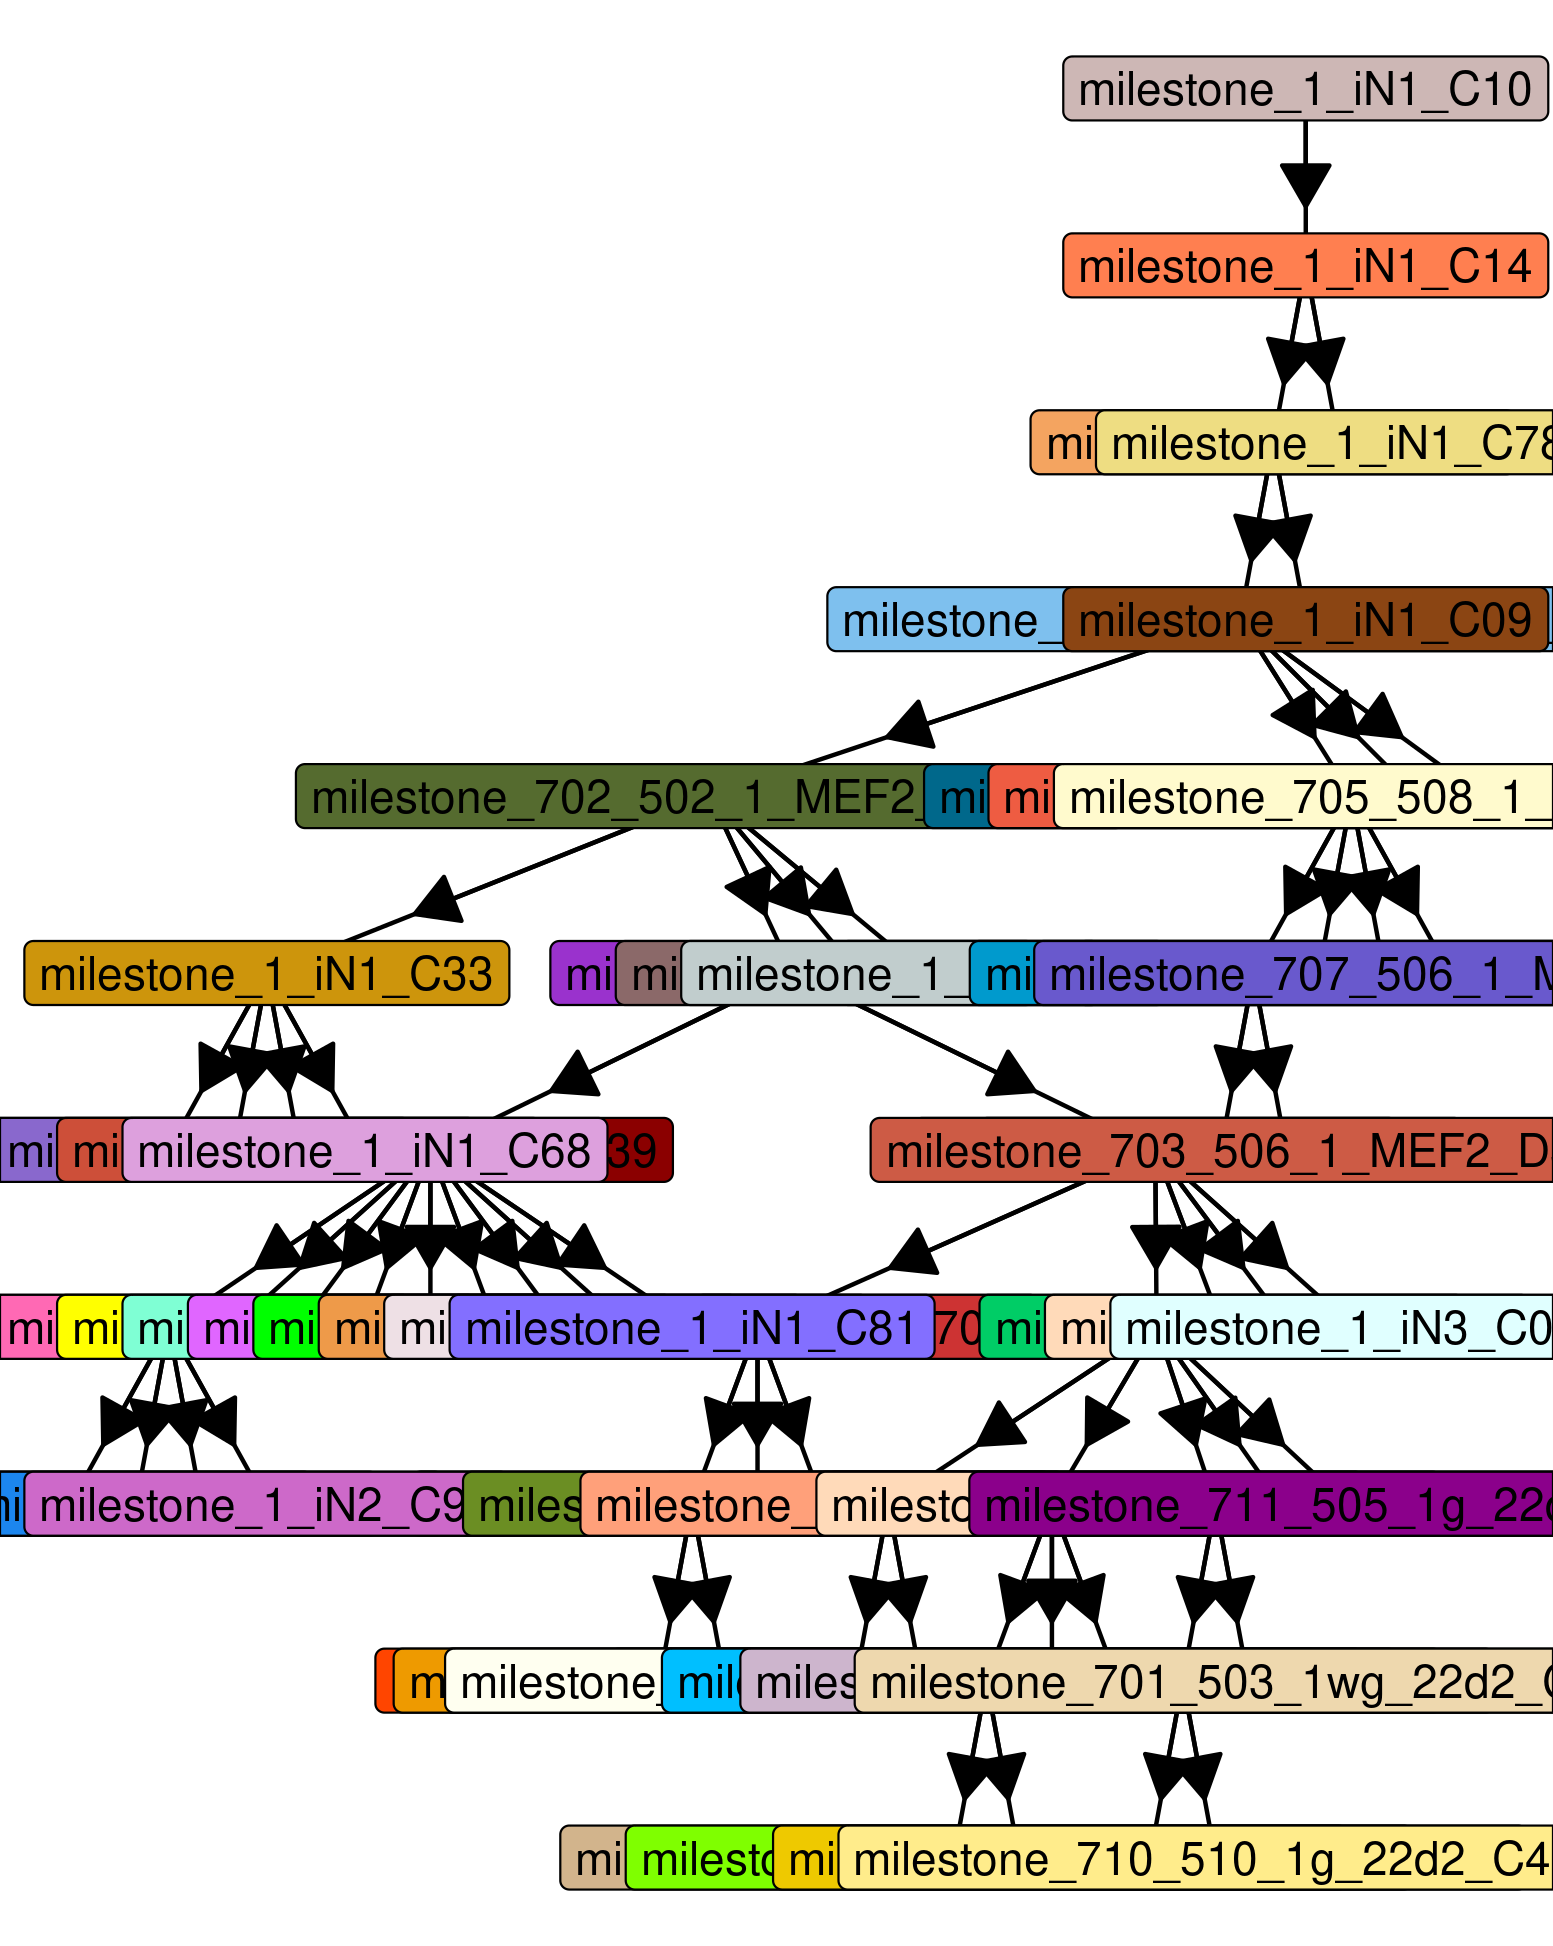 milestone_1_iN1_C10
milestone_1_iN1_C14
mi milestone_1_iN1_C78
milestone_ milestone_1_iN1_C09
milestone_702_502_1_MEF2_ mi mi milestone_705_508_1_
milestone_1_iN1_C33 mi mi milestone_1_ mi milestone_707_506_1_M
mi mi milestone_1_iN1_C68 39 milestone_703_506_1_MEF2_D
mi mi mi mi mi mi mi milestone_1_iN1_C81 70 mi mi milestone_1_iN3_C0
milestone_1_iN2_C9 miles milestone_ milesto milestone_711_505_1g_22d
m milestone_ mil miles milestone_701_503_1wg_22d2_
mi milesto mi milestone_710_510_1g_22d2_C4